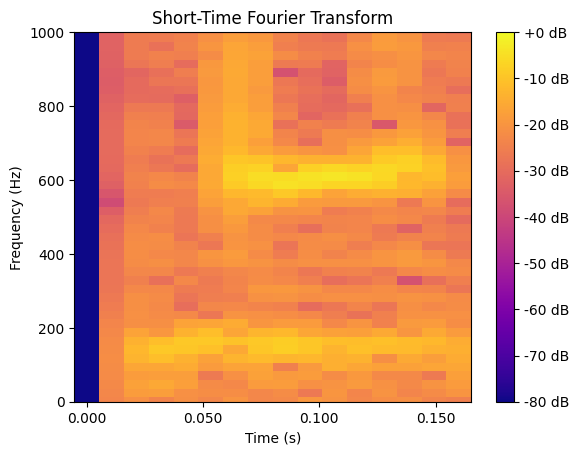 Short-Time Fourier Transform
1000
800
600
400
200
0
Frequency (Hz)
0.000
0.050
0.100
0.150
Time (s)
+0 dB
-10 dB
-20 dB
-30 dB
-40 dB
-50 dB
-60 dB
-70 dB
-80 dB